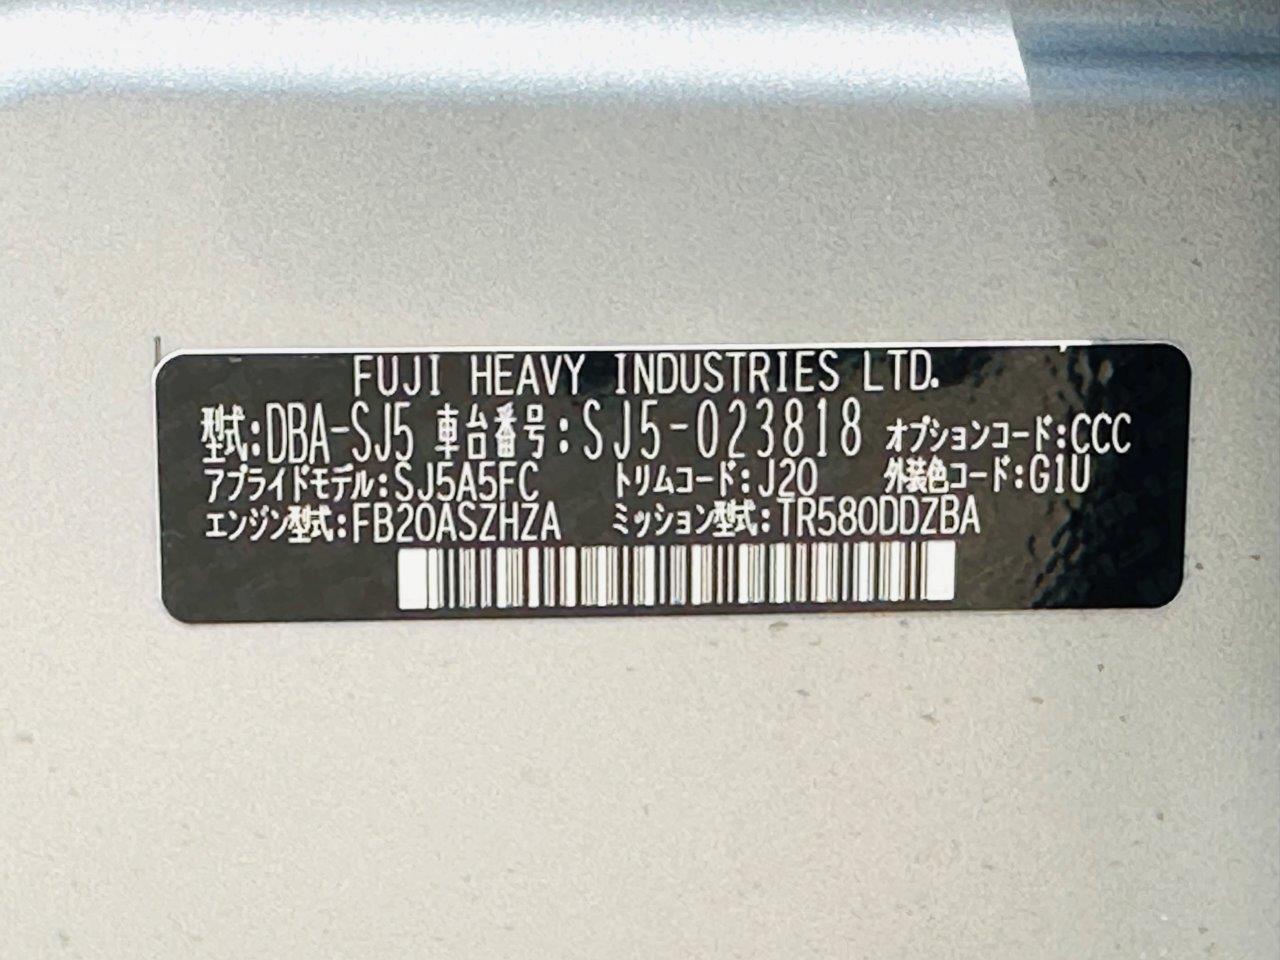 FUJI HEAVY INDUSTRIES LTD.
型式:DBA-SJ5 車台番号:SJ5-023818 オプションコード:CCC
アプライドモデル:SJ5A5FC トリムコード:J20 外装色コード:G1U
エンジン型式:FB20ASZHZA ミッション型式:TR580DDZBA